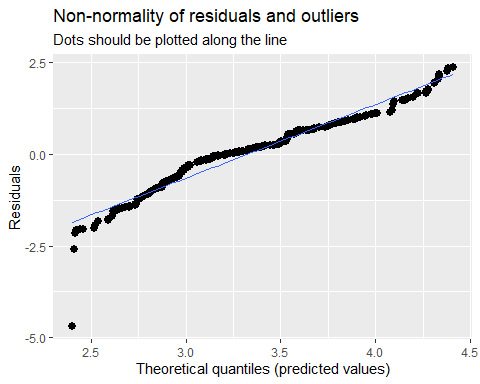 Non-normality of residuals and outliers
Dots should be plotted along the line
2.5
0.0
-2.5
-5.0
Residuals
2.5 3.0 3.5 4.0 4.5
Theoretical quantiles (predicted values)